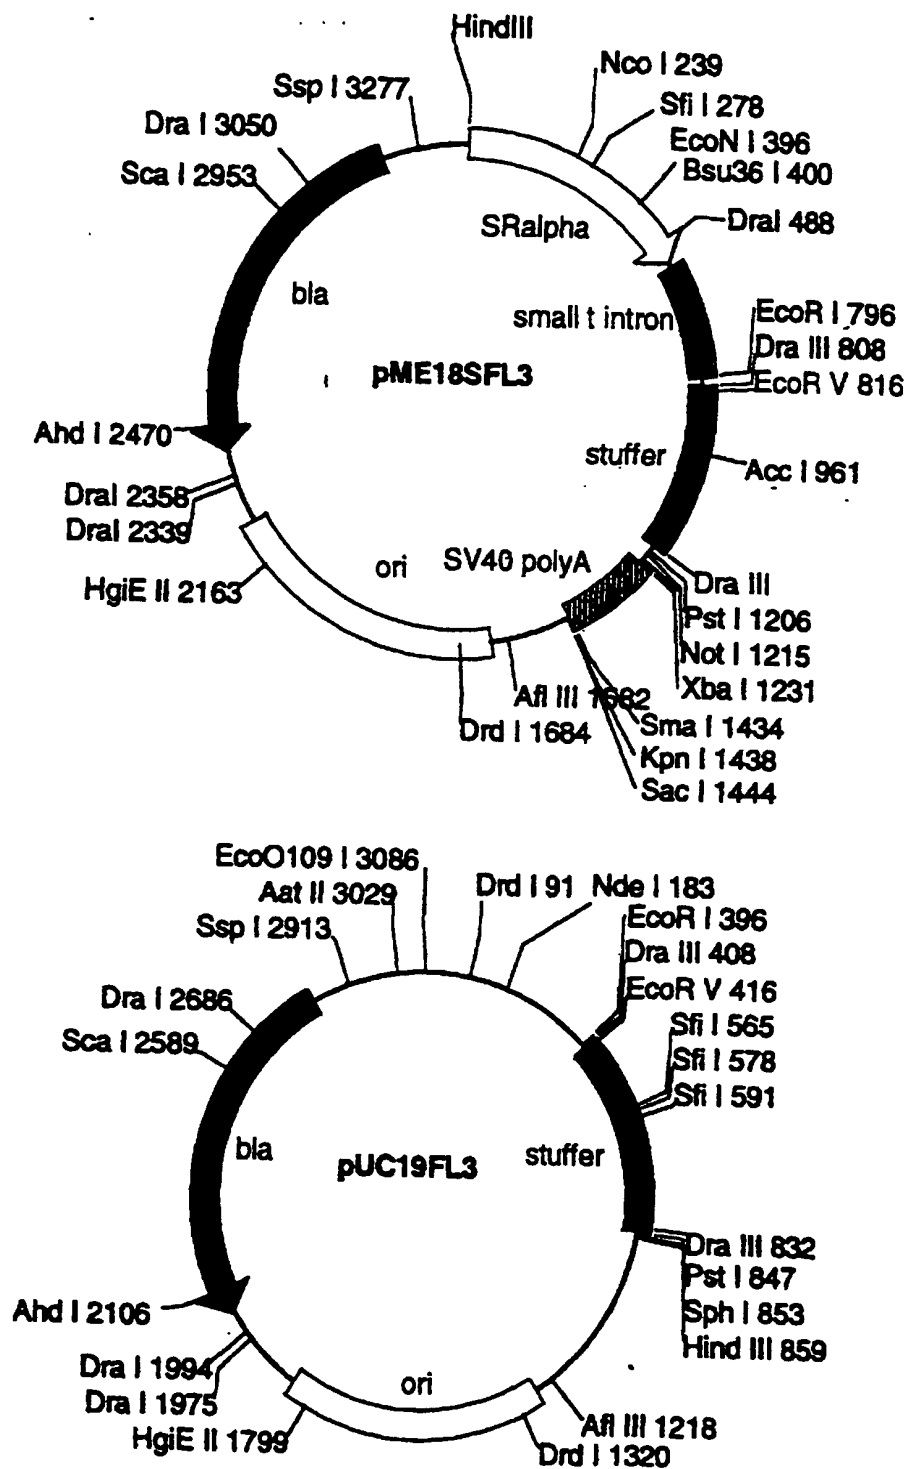 HindIII
Nco I 239
Ssp I 3277
Sfi I 278
Dra I 3050
EcoN I 396
Sca I 2953
Bsu36 I 400
SRalpha
DraI 488
bla
small t intron
EcoR I 796
Dra III 808
pME18SFL3
EcoR V 816
Ahd I 2470
stuffer
Acc I 961
DraI 2358
DraI 2339
ori
SV40 polyA
HgiE II 2163
Dra III
Pst I 1206
Not I 1215
Xba I 1231
Afl III 1682
Drd I 1684
Sma I 1434
Kpn I 1438
Sac I 1444
EcoO109 I 3086
Aat II 3029
Drd I 91
Nde I 183
Ssp I 2913
EcoR I 396
Dra III 408
EcoR V 416
Dra I 2686
Sca I 2589
Sfi I 565
Sfi I 578
Sfi I 591
bla
pUC19FL3
stuffer
Dra III 832
Pst I 847
Ahd I 2106
Sph I 853
Hind III 859
Dra I 1994
Dra I 1975
ori
HgiE II 1799
Afl III 1218
Drd I 1320